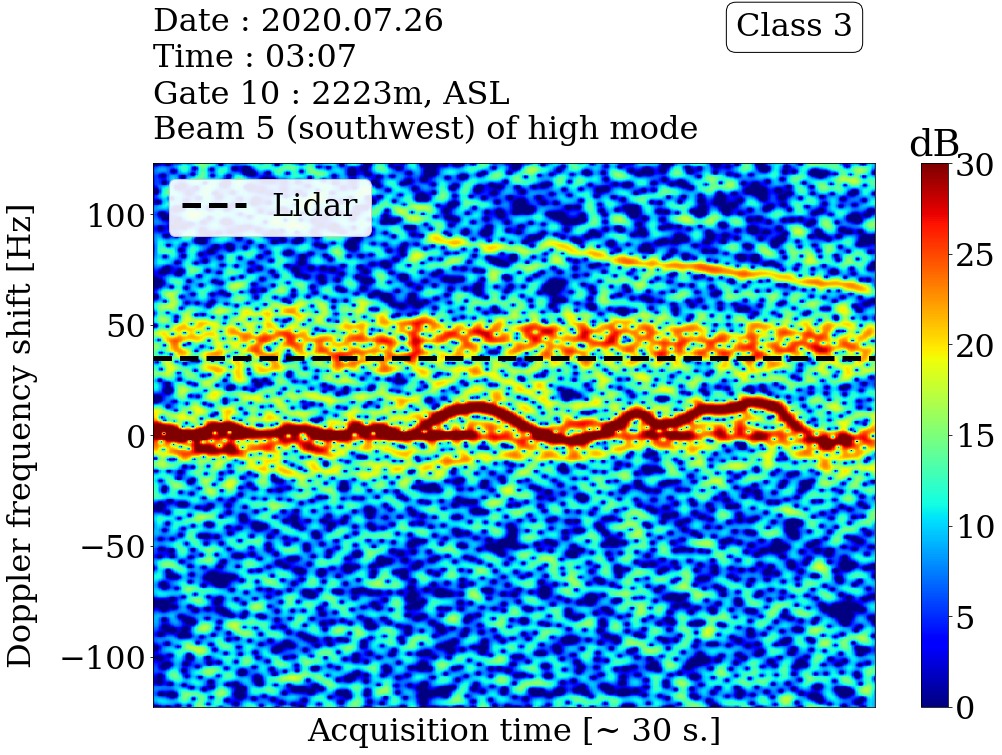 Date : 2020.07.26
Time : 03:07
Gate 10 : 2223m, ASL
Beam 5 (southwest) of high mode
Class 3
dB
Lidar
Doppler frequency shift [Hz]
100
50
0
−50
−100
30
25
20
15
10
5
0
Acquisition time [~ 30 s.]